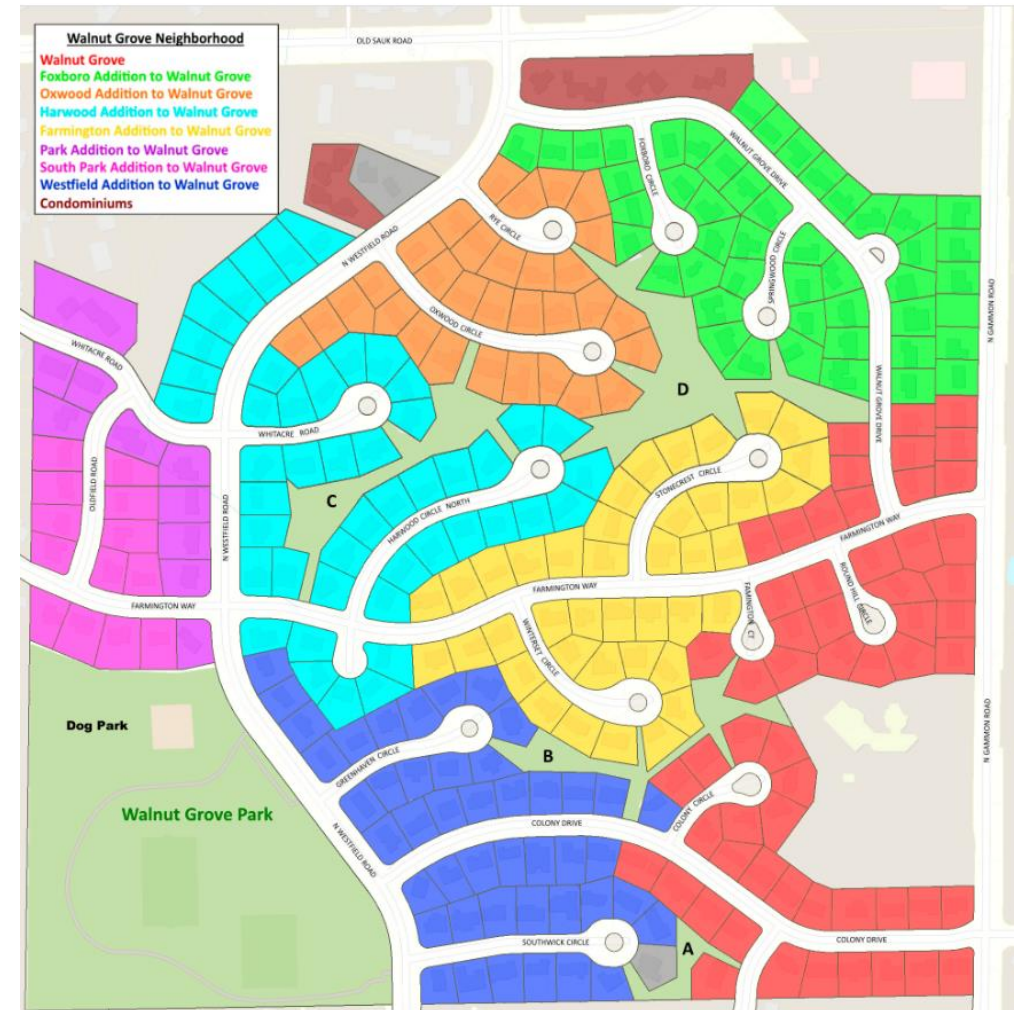 Walnut Grove Neighborhood
Walnut Grove
Foxboro Addition to Walnut Grove
Oxwood Addition to Walnut Grove
Harwood Addition to Walnut Grove
Farmington Addition to Walnut Grove
Park Addition to Walnut Grove
South Park Addition to Walnut Grove
Westfield Addition to Walnut Grove
Condominiums
OLD SAUK ROAD
WALNUT GROVE DRIVE
FOXBORO CIRCLE
RYE CIRCLE
N WESTFIELD ROAD
SPRINGWOOD CIRCLE
OXWOOD CIRCLE
N GAMMON ROAD
WHITACRE ROAD
WALNUT GROVE DRIVE
D
WHITACRE ROAD
OLDFIELD ROAD
STONECREST CIRCLE
C
HARWOOD CIRCLE NORTH
N WESTFIELD ROAD
FARMINGTON WAY
FARMINGTON WAY
FARMINGTON WAY
FAMINGTON CT
ROUND HILL CIRCLE
WINTERSET CIRCLE
Dog Park
N GAMMON ROAD
GREENHAVEN CIRCLE
B
Walnut Grove Park
COLONY CIRCLE
COLONY DRIVE
N WESTFIELD ROAD
SOUTHWICK CIRCLE
A
COLONY DRIVE